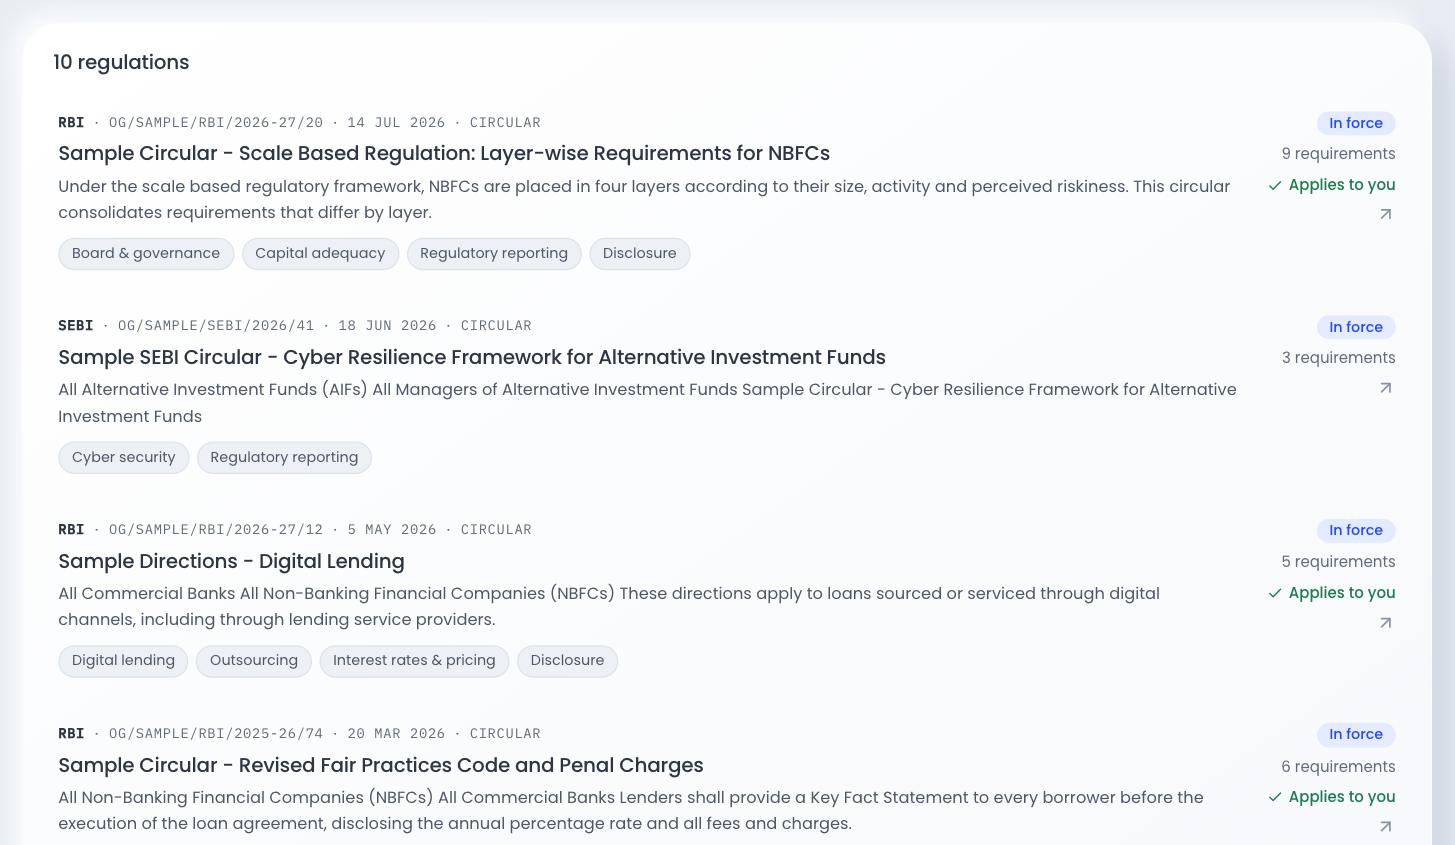 10 regulations
RBI · OG/SAMPLE/RBI/2026-27/20 · 14 JUL 2026 · CIRCULAR
In force
Sample Circular - Scale Based Regulation: Layer-wise Requirements for NBFCs
9 requirements
Under the scale based regulatory framework, NBFCs are placed in four layers according to their size, activity and perceived riskiness. This circular
consolidates requirements that differ by layer.
Applies to you
Board & governance
Capital adequacy
Regulatory reporting
Disclosure
SEBI · OG/SAMPLE/SEBI/2026/41 · 18 JUN 2026 · CIRCULAR
In force
Sample SEBI Circular - Cyber Resilience Framework for Alternative Investment Funds
3 requirements
All Alternative Investment Funds (AIFs) All Managers of Alternative Investment Funds Sample Circular - Cyber Resilience Framework for Alternative
Investment Funds
Cyber security
Regulatory reporting
RBI · OG/SAMPLE/RBI/2026-27/12 · 5 MAY 2026 · CIRCULAR
In force
Sample Directions - Digital Lending
5 requirements
All Commercial Banks All Non-Banking Financial Companies (NBFCs) These directions apply to loans sourced or serviced through digital
channels, including through lending service providers.
Applies to you
Digital lending
Outsourcing
Interest rates & pricing
Disclosure
RBI · OG/SAMPLE/RBI/2025-26/74 · 20 MAR 2026 · CIRCULAR
In force
Sample Circular - Revised Fair Practices Code and Penal Charges
6 requirements
All Non-Banking Financial Companies (NBFCs) All Commercial Banks Lenders shall provide a Key Fact Statement to every borrower before the
execution of the loan agreement, disclosing the annual percentage rate and all fees and charges.
Applies to you